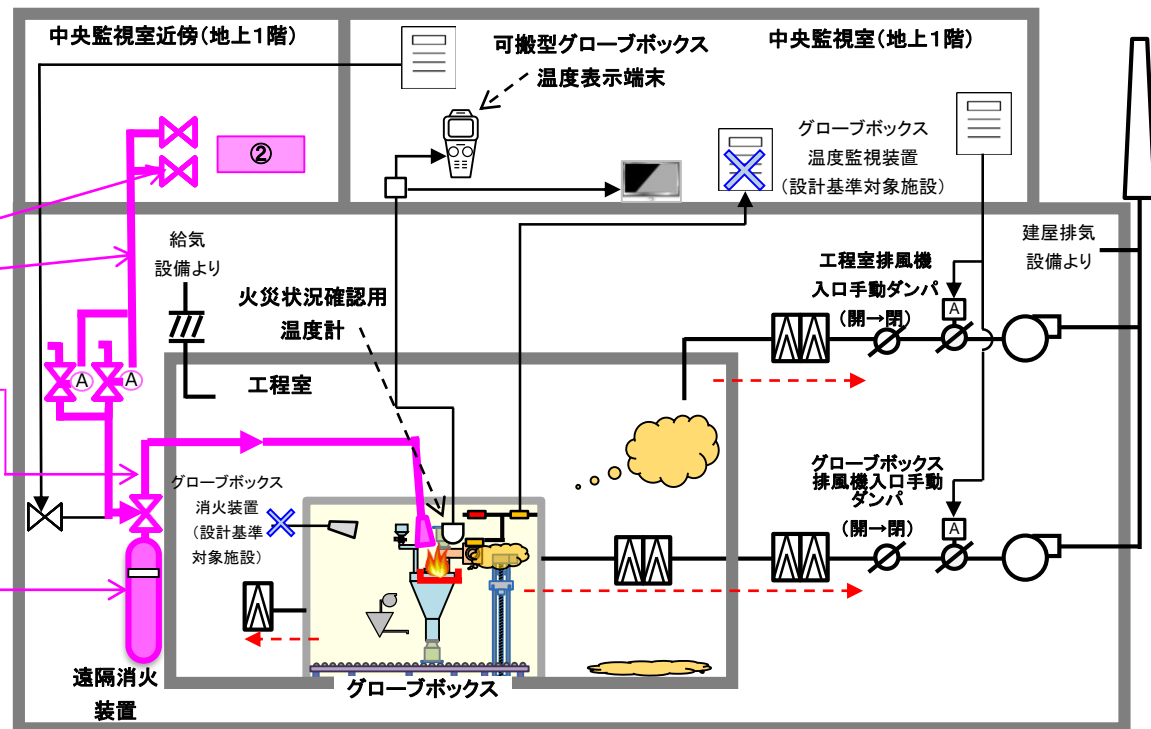 中央監視室近傍(地上1階)
可搬型グローブボックス
温度表示端末
中央監視室(地上1階)
②
グローブボックス
温度監視装置
(設計基準対象施設)
給気
設備より
火災状況確認用
温度計
工程室排風機
入口手動ダンパ
(開→閉)
建屋排気
設備より
A
A
A
工程室
グローブボックス
消火装置
(設計基準
対象施設)
グローブボックス
排風機入口手動
ダンパ
(開→閉)
A
遠隔消火
装置
グローブボックス